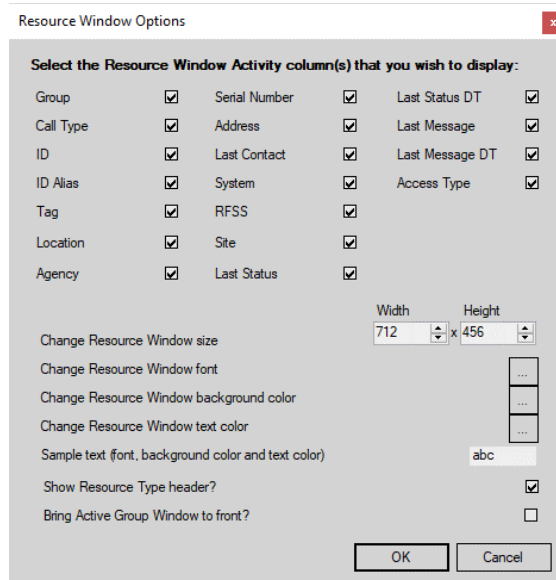 Resource Window Options
x
Select the Resource Window Activity column(s) that you wish to display:
Group Serial Number Last Status DT
Call Type Address Last Message
ID Last Contact Last Message DT
ID Alias System Access Type
Tag RFSS
Location Site
Agency Last Status
Width Height
Change Resource Window size 712 x 456
Change Resource Window font ...
Change Resource Window background color ...
Change Resource Window text color ...
Sample text (font, background color and text color) abc
Show Resource Type header?
Bring Active Group Window to front?
OK Cancel